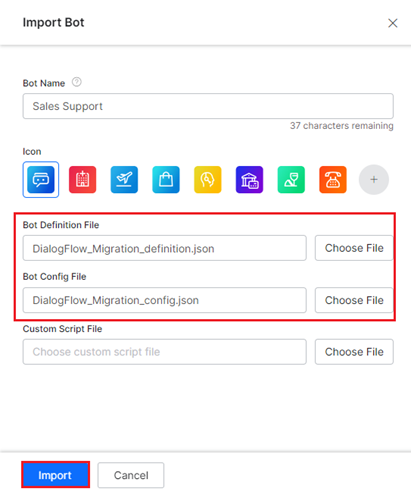 Import Bot
Bot Name
Sales Support
37 characters remaining
Icon
Bot Definition File
DialogFlow_Migration_definition.json Choose File
Bot Config File
DialogFlow_Migration_config.json Choose File
Custom Script File
Choose custom script file Choose File
Import Cancel